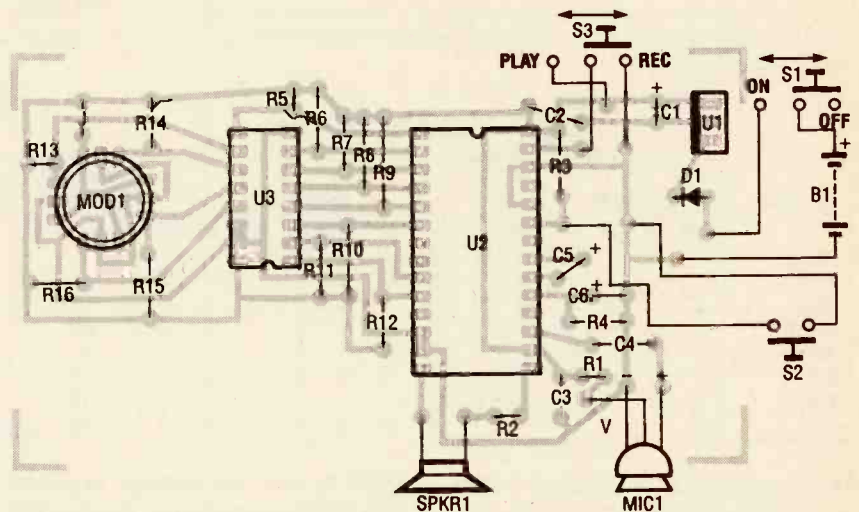 S3
PLAY
REC
S1
ON
OFF
+
C1
U1
C2
R5
R6
R7
R8
R9
R14
R13
MOD1
U3
U2
R3
D1
+
B1
R10
R11
C5
+
R16
R15
R12
C6
+
R4
C4
S2
R1
-
+
C3
R2
V
SPKR1
MIC1